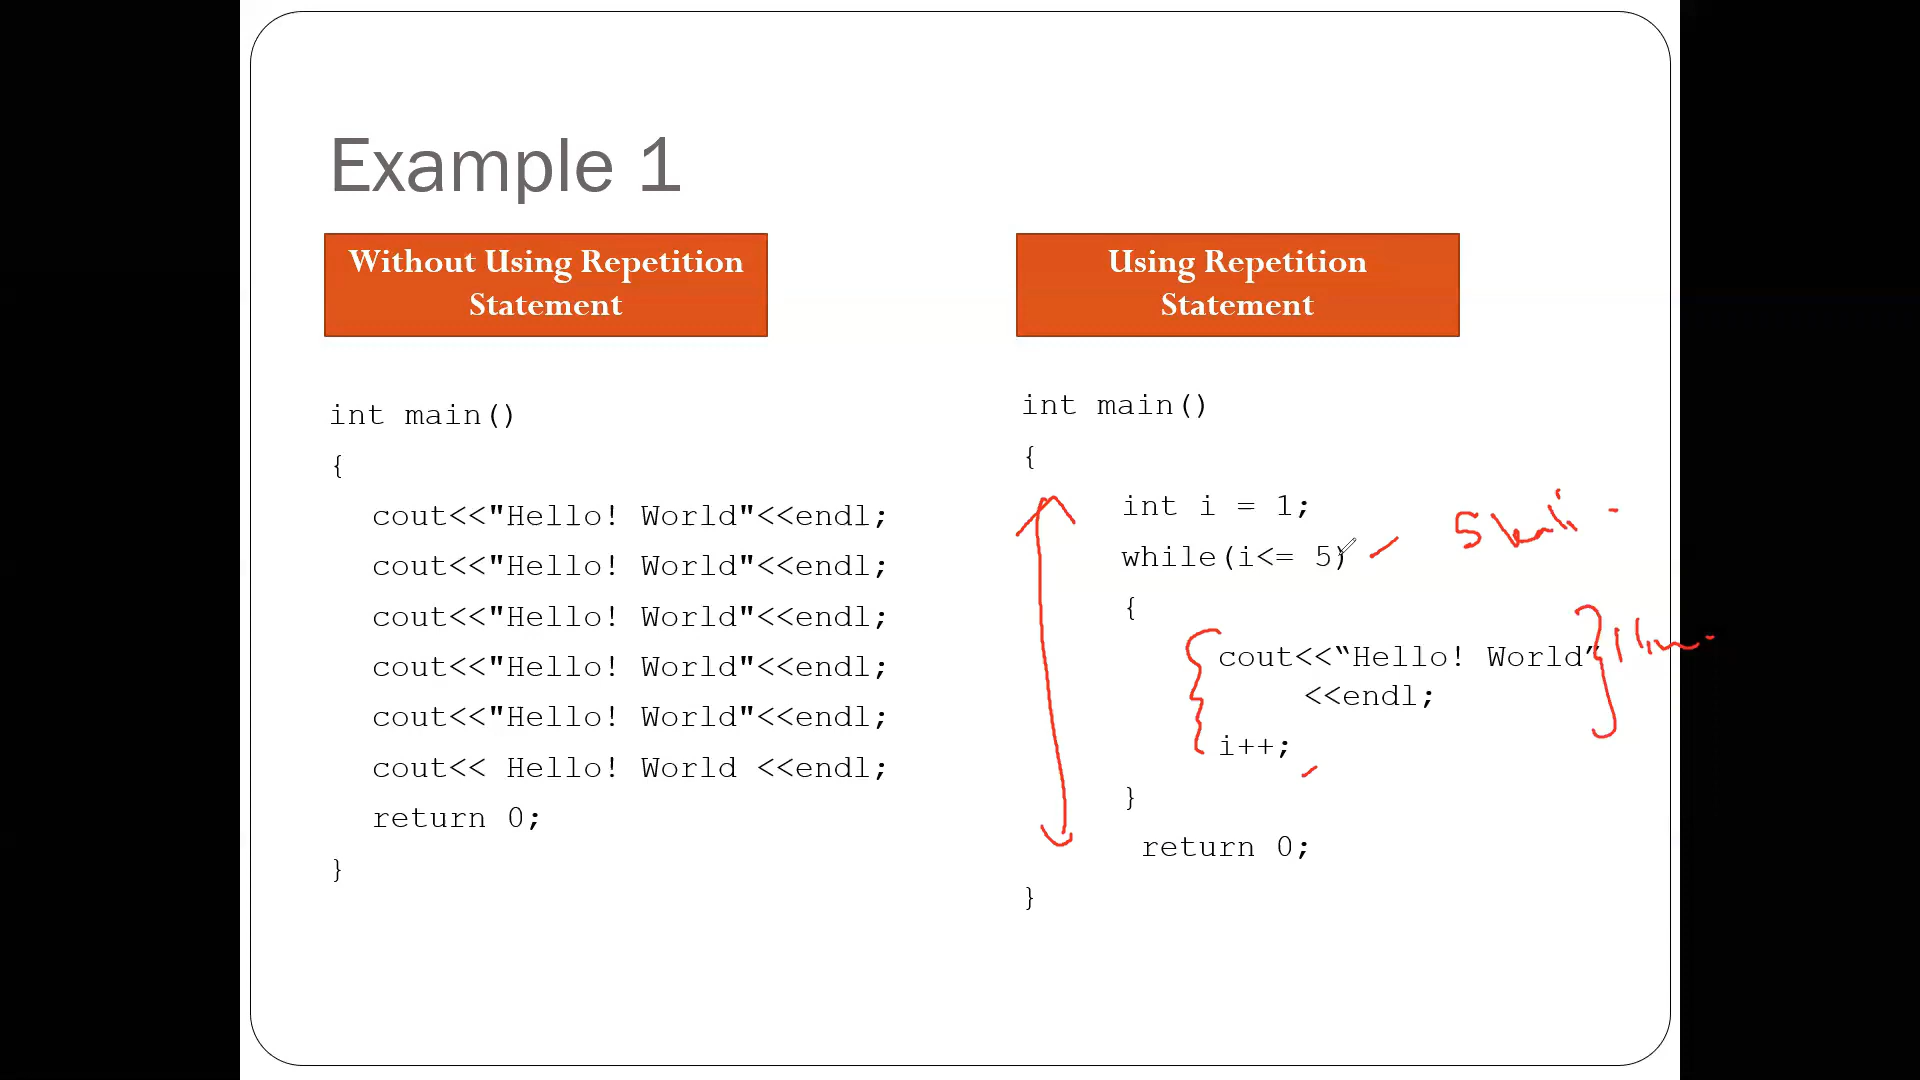 Example 1
Without Using Repetition
Statement
int main()
{
cout<<"Hello! World"<<endl;
cout<<"Hello! World"<<endl;
cout<<"Hello! World"<<endl;
cout<<"Hello! World"<<endl;
cout<<"Hello! World"<<endl;
cout<< Hello! World <<endl;
return 0;
}
Using Repetition
Statement
int main()
{
int i = 1;
while(i<= 5)
5 kali
{
cout<<“Hello! World”
<<endl;
i++;
}
return 0;
}